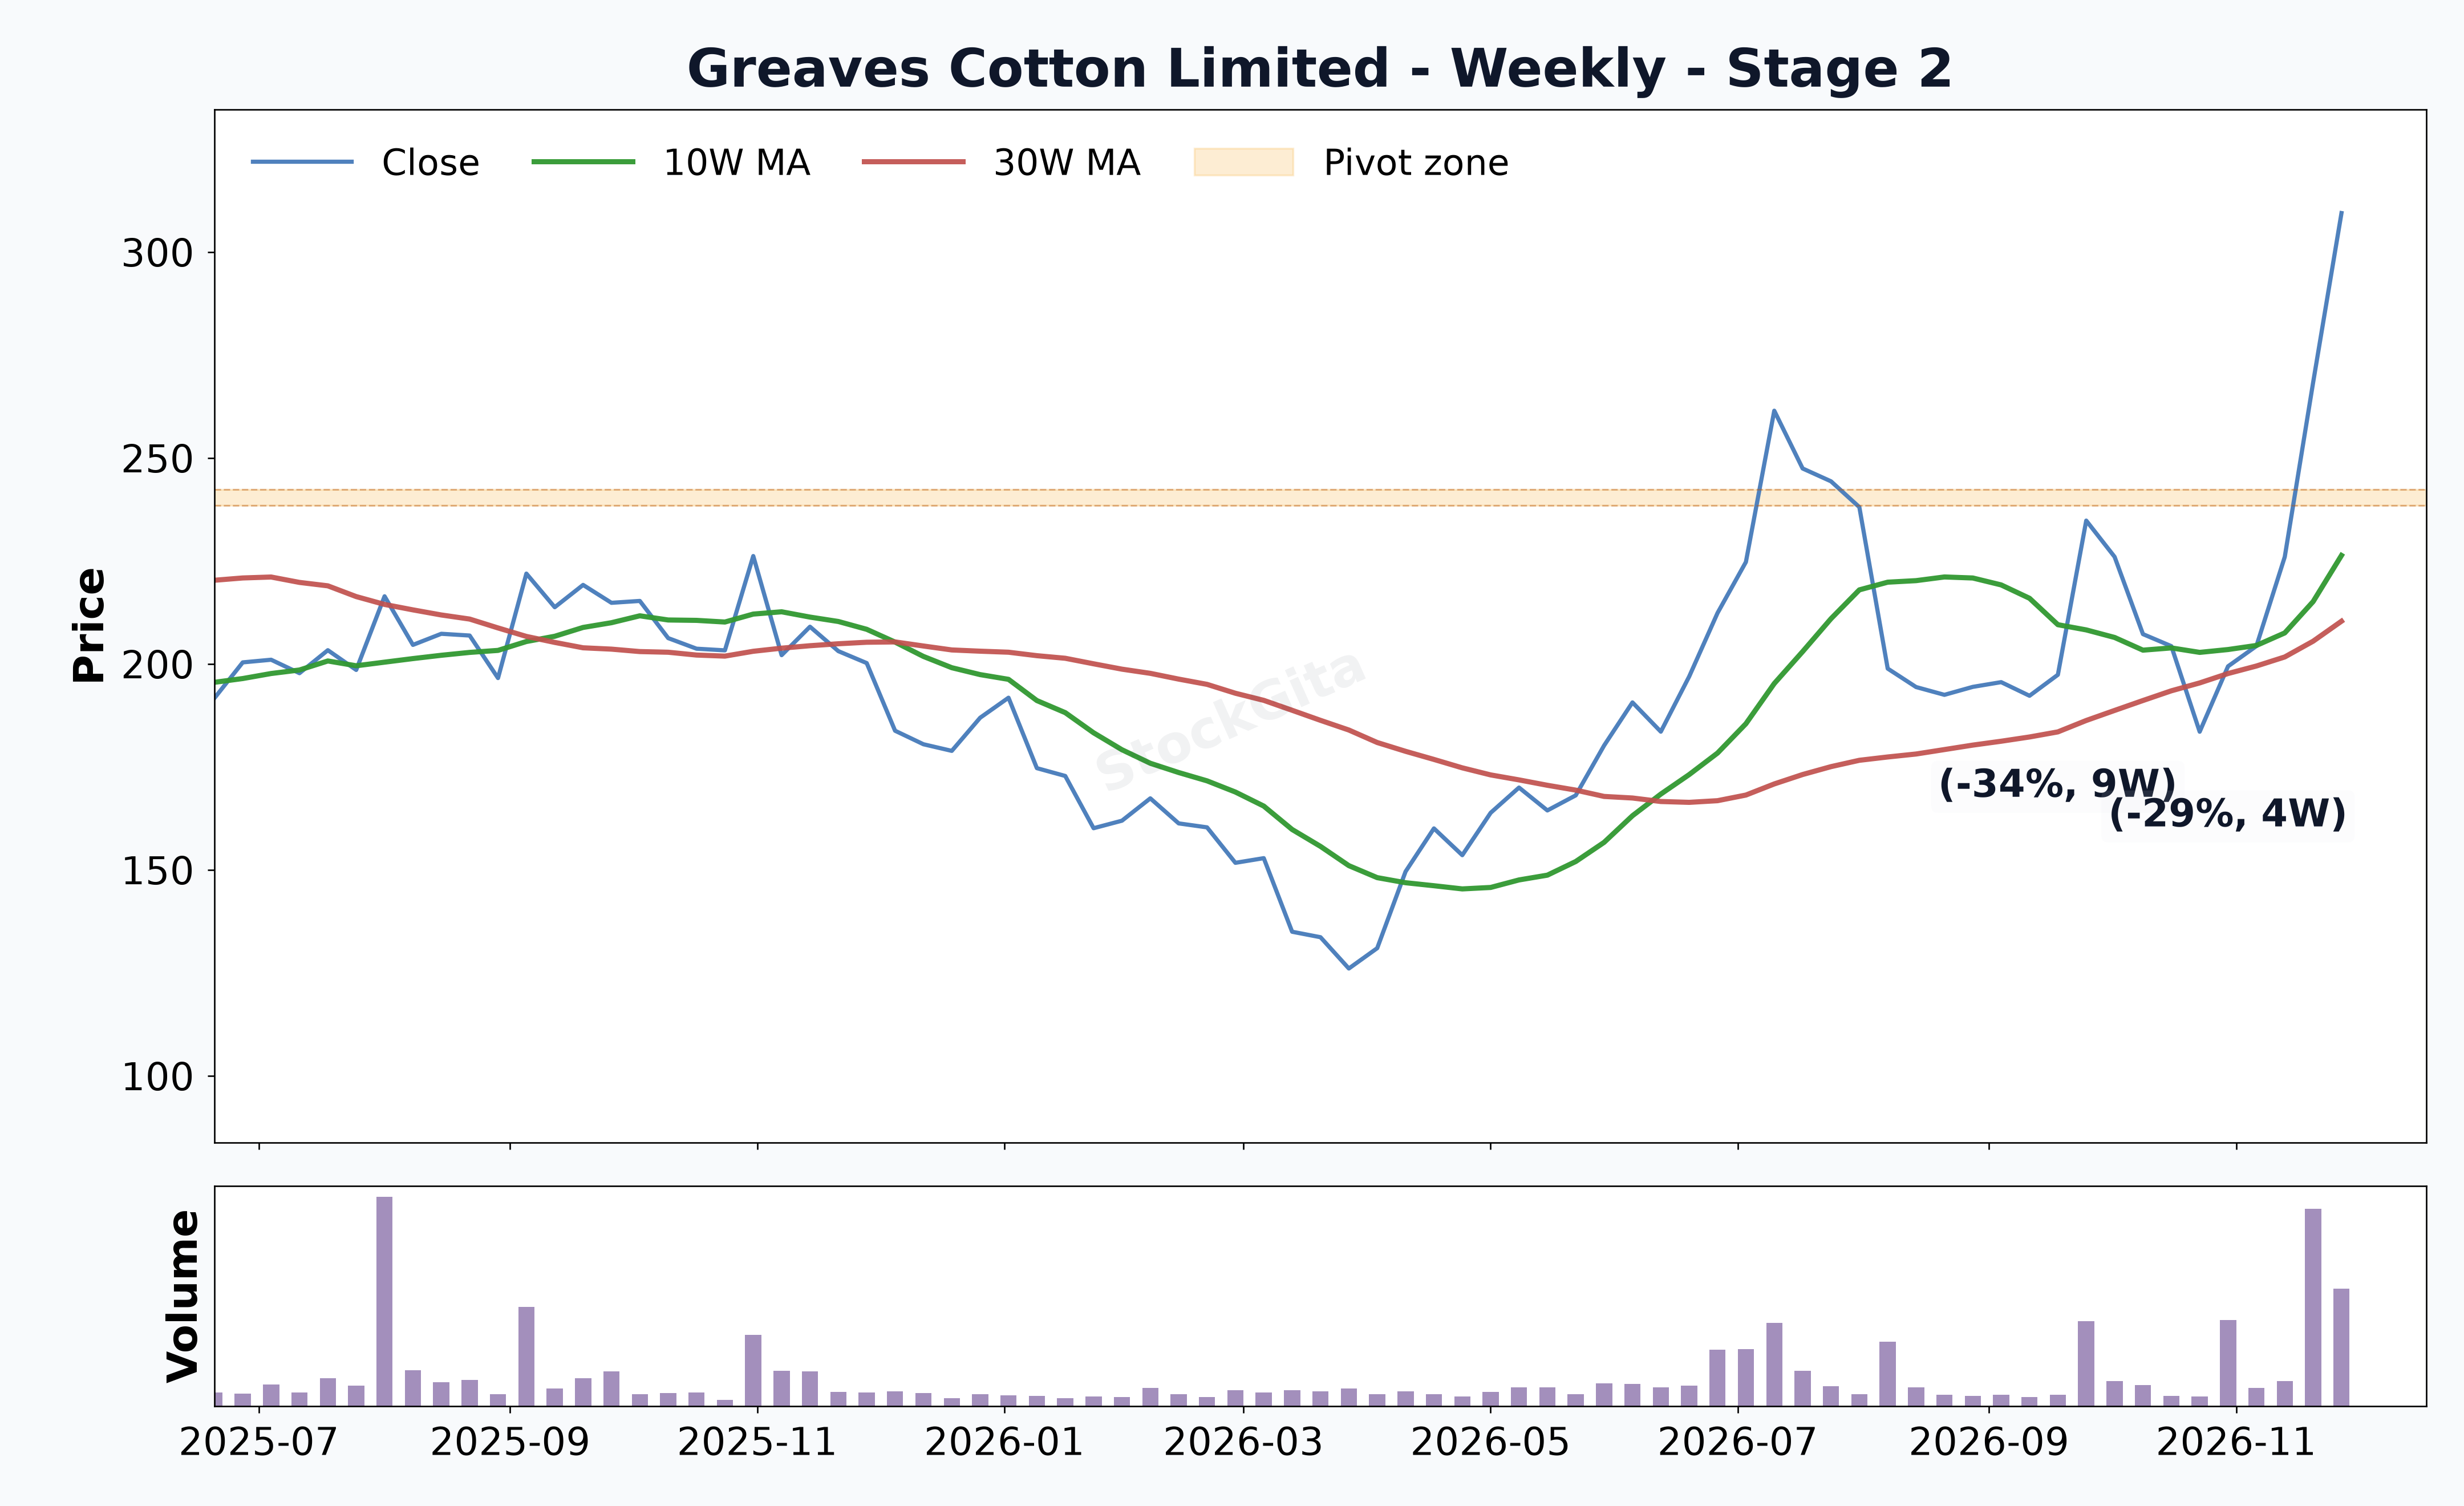 Greaves Cotton Limited - Weekly - Stage 2
Close
10W MA
30W MA
Pivot zone
Price
300
250
200
150
100
StockGita
(-34%, 9W)
(-29%, 4W)
Volume
2025-07
2025-09
2025-11
2026-01
2026-03
2026-05
2026-07
2026-09
2026-11